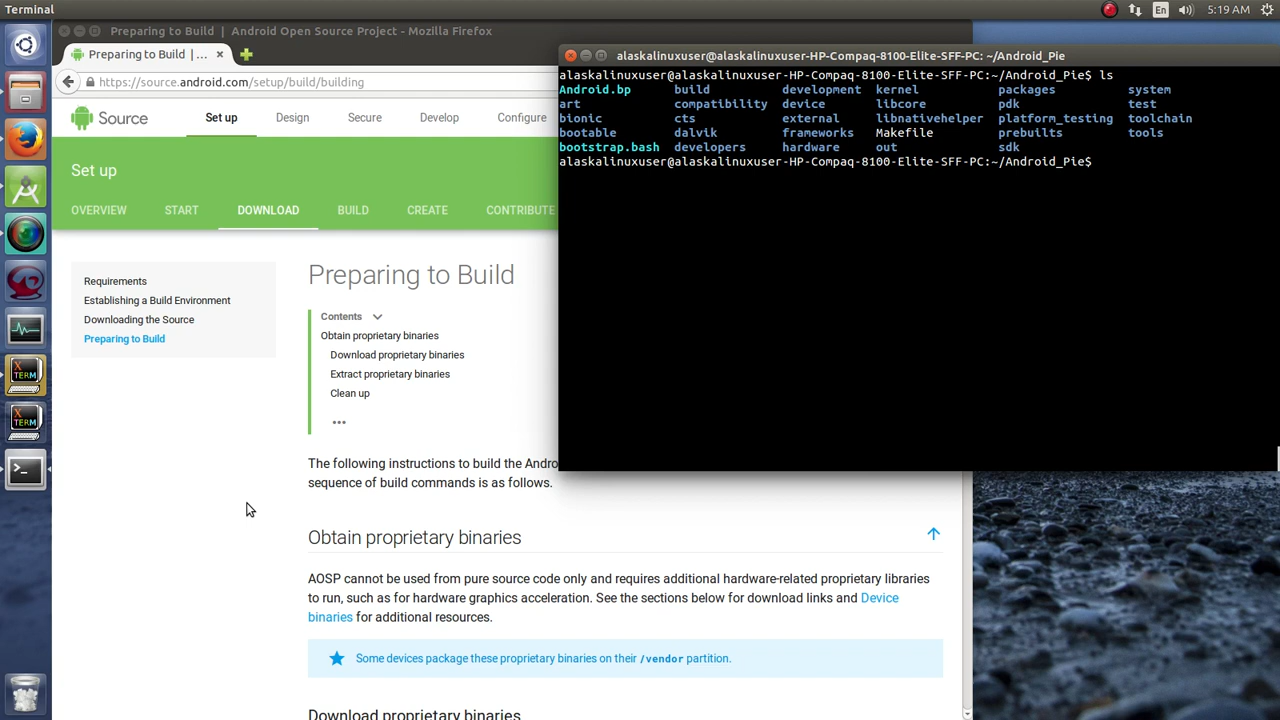 Terminal
En
5:19 AM
Preparing to Build | Android Open Source Project - Mozilla Firefox
Preparing to Build | ...
https://source.android.com/setup/build/building
Source
Set up
Design
Secure
Develop
Configure
Set up
OVERVIEW
START
DOWNLOAD
BUILD
CREATE
CONTRIBUTE
Requirements
Establishing a Build Environment
Downloading the Source
Preparing to Build
Preparing to Build
Contents
Obtain proprietary binaries
Download proprietary binaries
Extract proprietary binaries
Clean up
The following instructions to build the Andro
sequence of build commands is as follows.
Obtain proprietary binaries
AOSP cannot be used from pure source code only and requires additional hardware-related proprietary libraries
to run, such as for hardware graphics acceleration. See the sections below for download links and Device
binaries for additional resources.
Some devices package these proprietary binaries on their /vendor partition.
Download proprietary binaries
alaskalinuxuser@alaskalinuxuser-HP-Compaq-8100-Elite-SFF-PC: ~/Android_Pie
alaskalinuxuser@alaskalinuxuser-HP-Compaq-8100-Elite-SFF-PC:~/Android_Pie$ ls
Android.bp build development kernel packages system
art compatibility device libcore pdk test
bionic cts external libnativehelper platform_testing toolchain
bootable dalvik frameworks Makefile prebuilts tools
bootstrap.bash developers hardware out sdk
alaskalinuxuser@alaskalinuxuser-HP-Compaq-8100-Elite-SFF-PC:~/Android_Pie$
X
TERM
X
TERM
>_